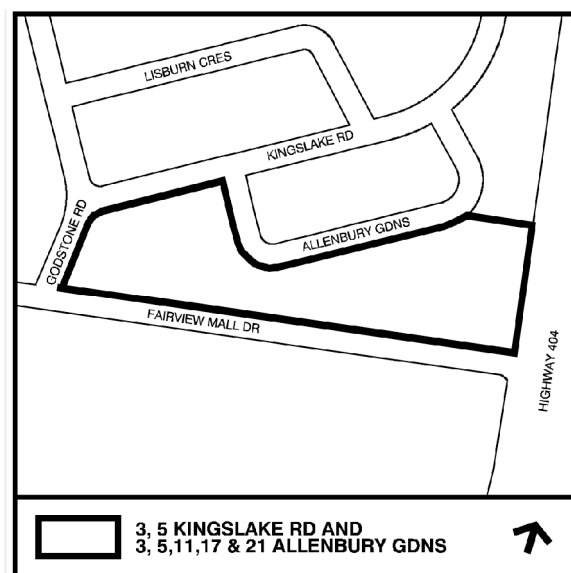 LISBURN CRES
KINGSLAKE RD
ALLENBURY GDNS
GODSTONE RD
FAIRVIEW MALL DR
HIGHWAY 404
3, 5 KINGSLAKE RD AND
3, 5,11,17 & 21 ALLENBURY GDNS